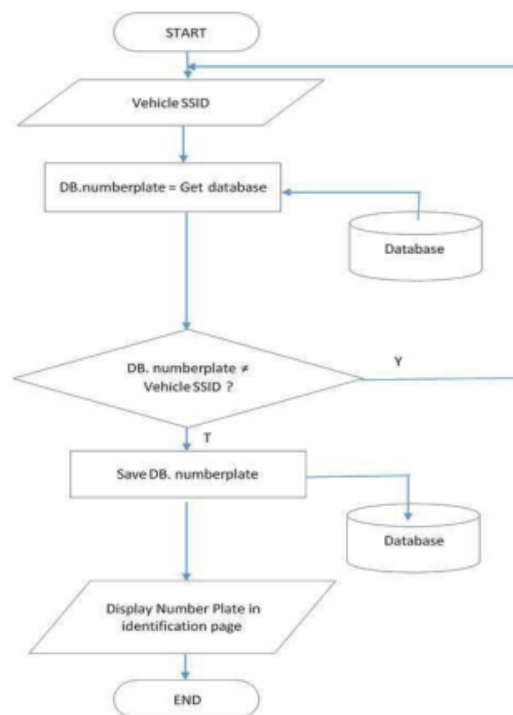 START
Vehicle SSID
DB.numberplate = Get database
Database
DB. numberplate ≠
Vehicle SSID ?
Y
T
Save DB. numberplate
Database
Display Number Plate in
identification page
END